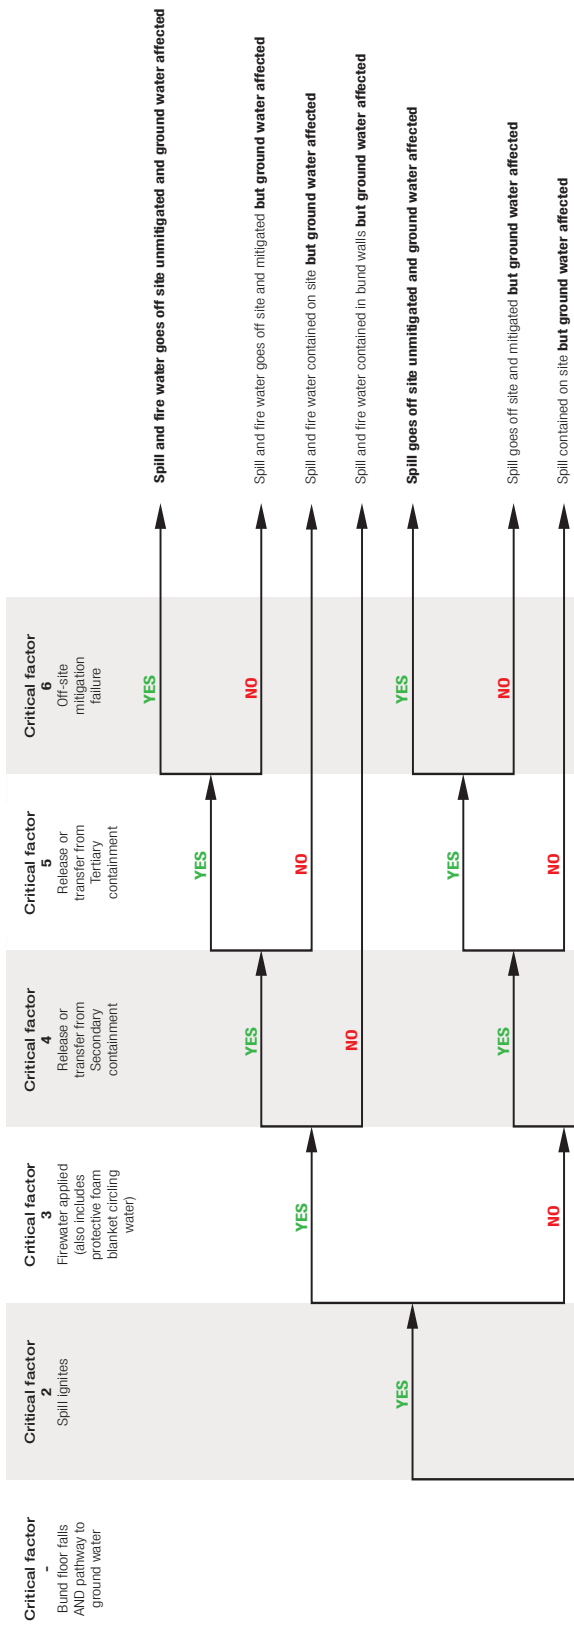 Critical factor
-
Bund floor falls
AND pathway to
ground water
Critical factor
2
Spill ignites
Critical factor
3
Firewater applied
(also includes
protective foam
blanket circling
water)
Critical factor
4
Release or
transfer from
Secondary
containment
Critical factor
5
Release or
transfer from
Tertiary
containment
Critical factor
6
Off-site
mitigation
failure
YES
Spill and fire water goes off site unmitigated and ground water affected
YES
NO
Spill and fire water goes off site and mitigated but ground water affected
YES
NO
Spill and fire water contained on site but ground water affected
YES
NO
Spill and fire water contained in bund walls but ground water affected
YES
YES
Spill goes off site unmitigated and ground water affected
YES
NO
Spill goes off site and mitigated but ground water affected
YES
NO
NO
Spill contained on site but ground water affected